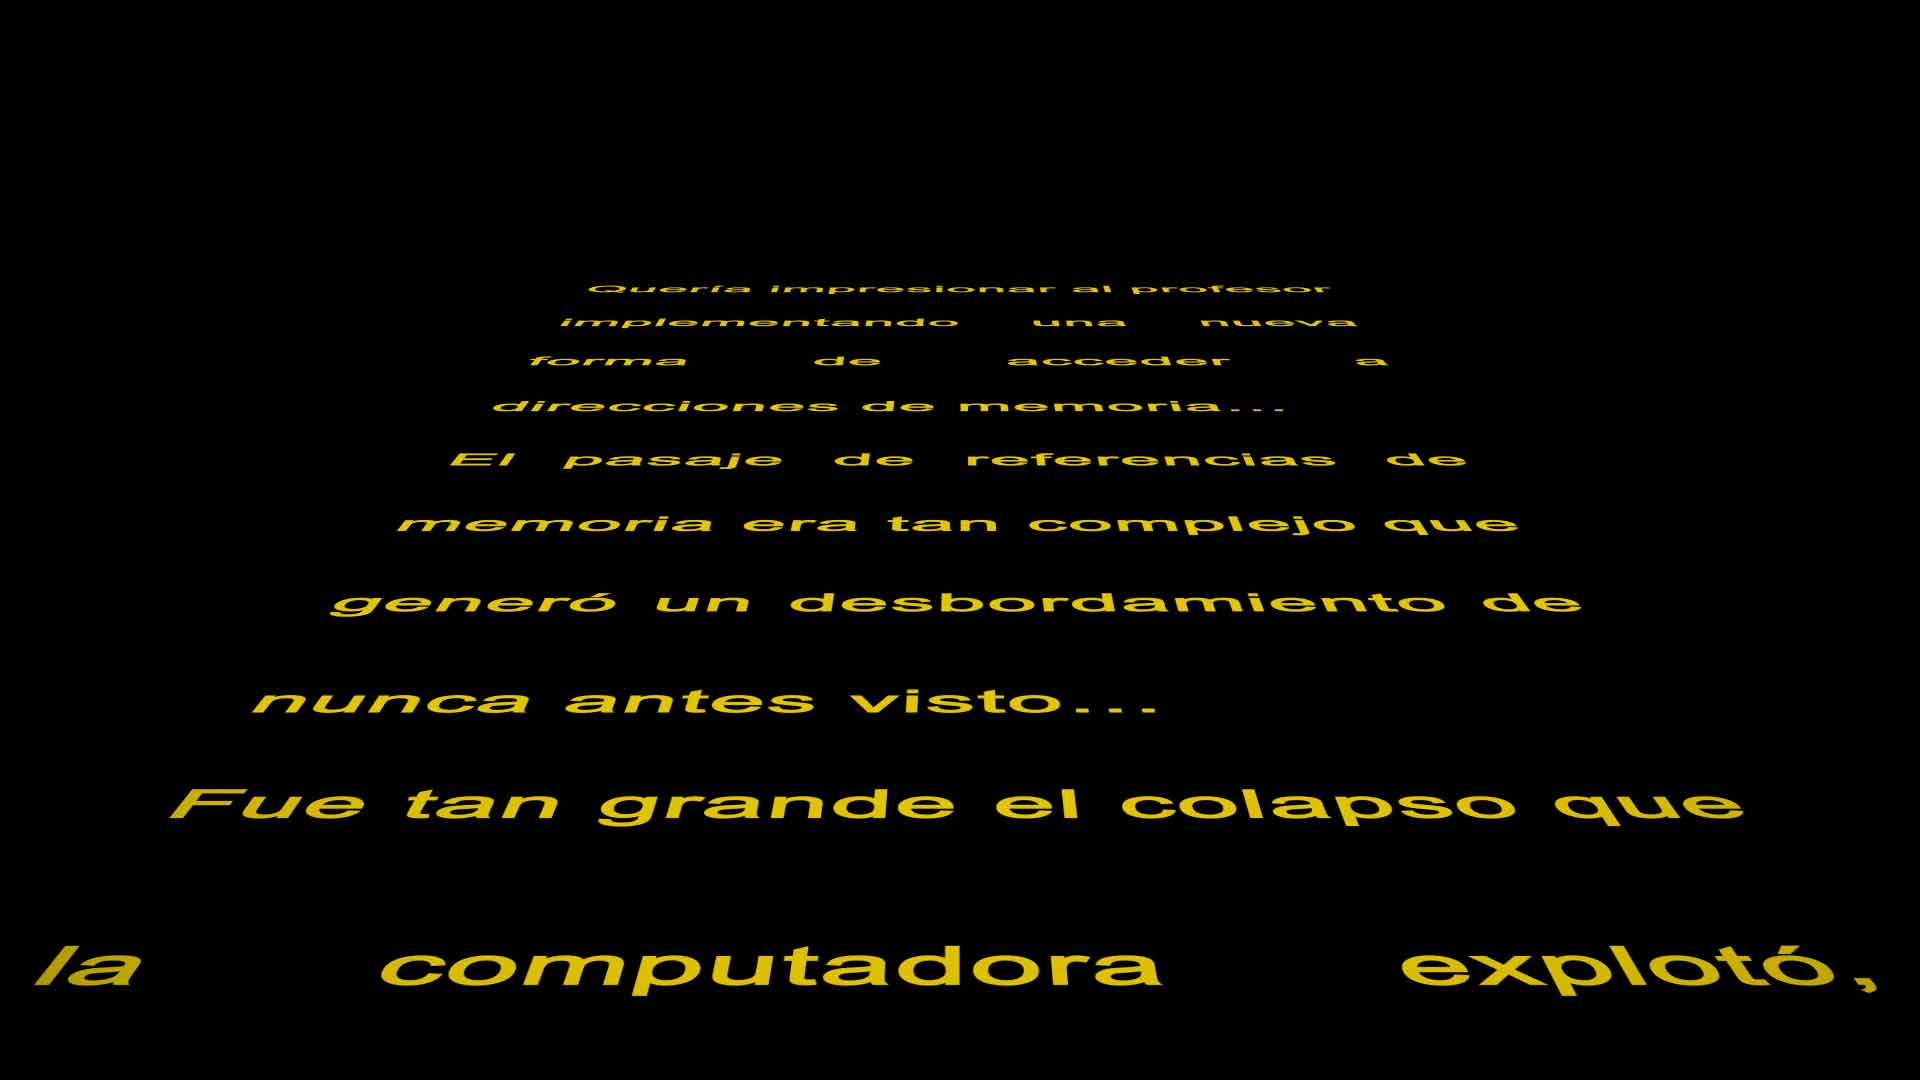 Quería impresionar al profesor
implementando una nueva
forma de acceder a
direcciones de memoria...
El pasaje de referencias de
memoria era tan complejo que
generó un desbordamiento de
nunca antes visto...
Fue tan grande el colapso que
la computadora explotó,